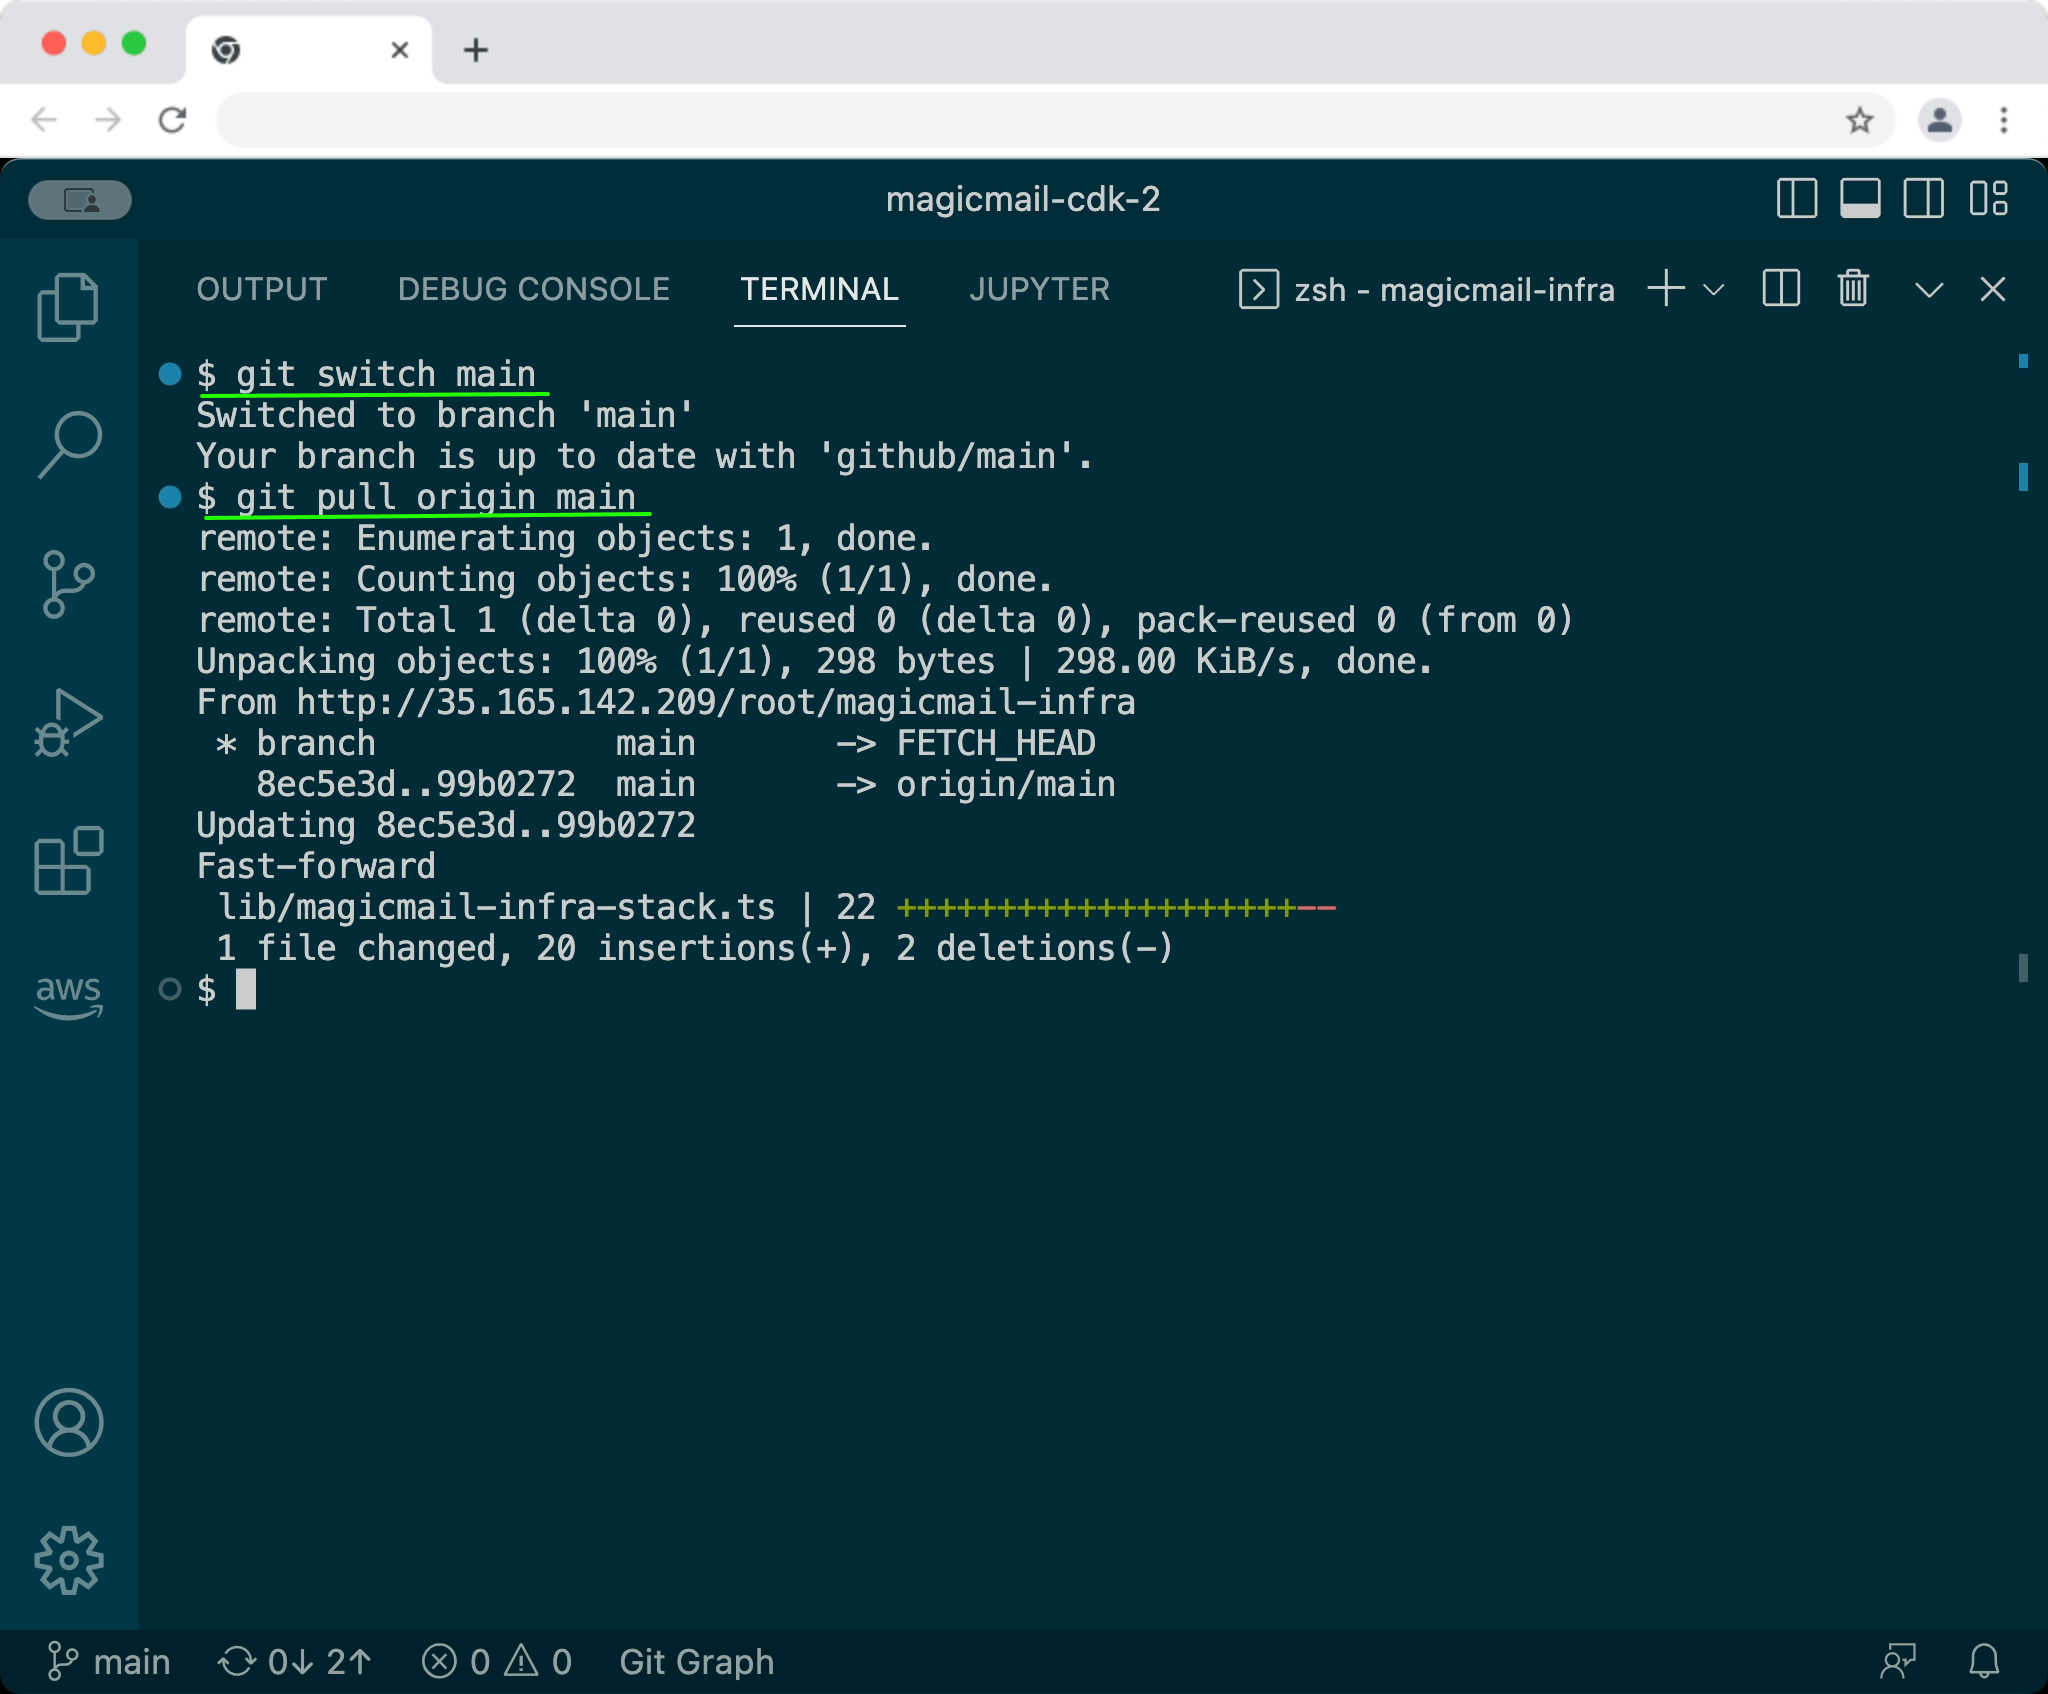 magicmail-cdk-2
OUTPUT DEBUG CONSOLE TERMINAL JUPYTER zsh - magicmail-infra
$ git switch main
Switched to branch 'main'
Your branch is up to date with 'github/main'.
$ git pull origin main
remote: Enumerating objects: 1, done.
remote: Counting objects: 100% (1/1), done.
remote: Total 1 (delta 0), reused 0 (delta 0), pack-reused 0 (from 0)
Unpacking objects: 100% (1/1), 298 bytes | 298.00 KiB/s, done.
From http://35.165.142.209/root/magicmail-infra
 * branch            main       -> FETCH_HEAD
   8ec5e3d..99b0272  main       -> origin/main
Updating 8ec5e3d..99b0272
Fast-forward
 lib/magicmail-infra-stack.ts | 22 ++++++++++++++++++++--
 1 file changed, 20 insertions(+), 2 deletions(-)
$
aws
main 0↓ 2↑ 0 0 Git Graph